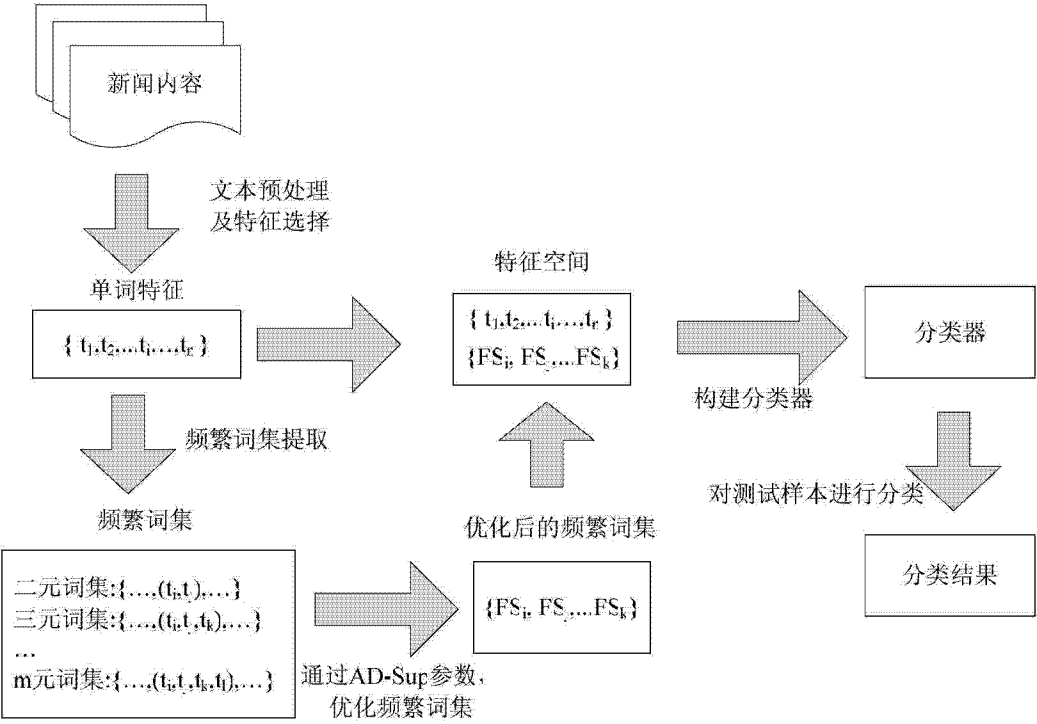 新闻内容
文本预处理
及特征选择
单词特征
{ t1,t2,...ti,...,tr }
特征空间
{ t1,t2,...ti,...,tr }
{FSi, FSj,...FSk}
构建分类器
分类器
频繁词集提取
频繁词集
二元词集:{…,(ti,tj),…}
三元词集:{…,(ti,tj,tk),…}
…
m元词集:{…,(ti,tj,tk,tl),…}
通过AD-Sup参数，
优化频繁词集
优化后的频繁词集
{FSi, FSj,...FSk}
对测试样本进行分类
分类结果